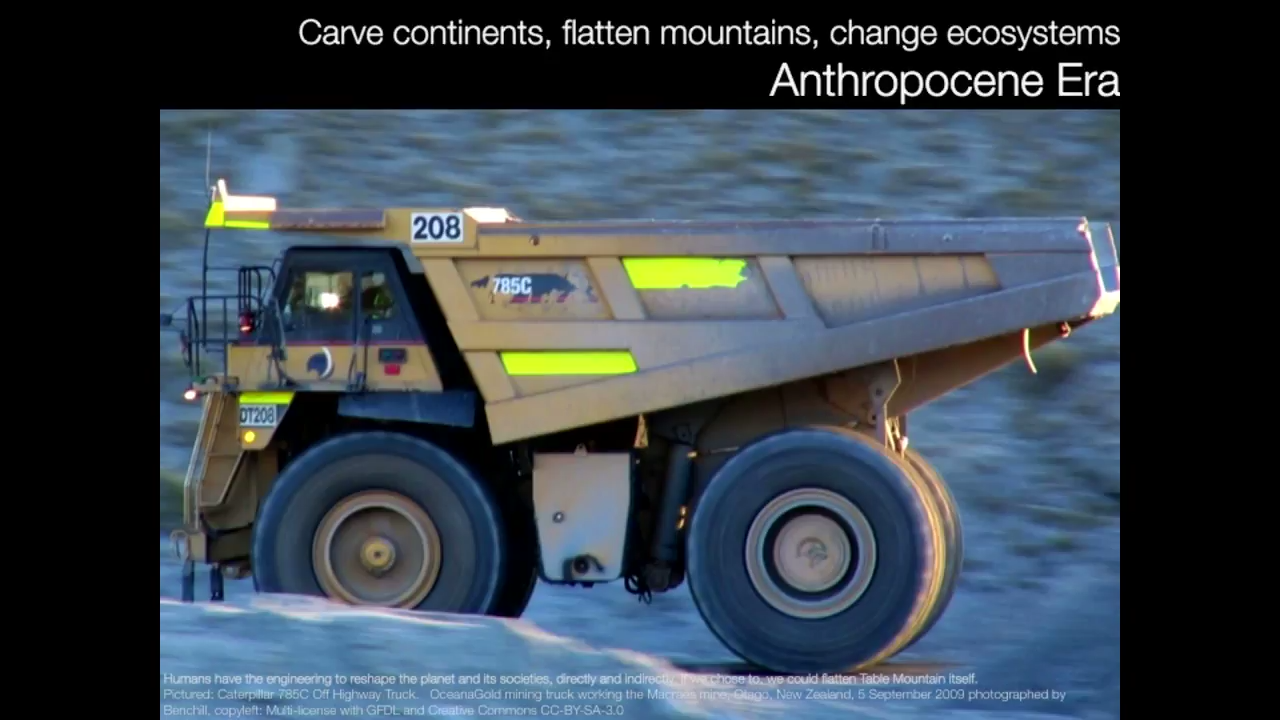 Carve continents, flatten mountains, change ecosystems
Anthropocene Era
208
785C
DT208
Humans have the engineering to reshape the planet and its societies, directly and indirectly, if we chose to, we could flatten Table Mountain itself.
Pictured: Caterpillar 785C Off Highway Truck. OceanaGold mining truck working the Macraes mine, Otago, New Zealand, 5 September 2009 photographed by
Benchill, copyleft: Multi-license with GFDL and Creative Commons CC-BY-SA-3.0